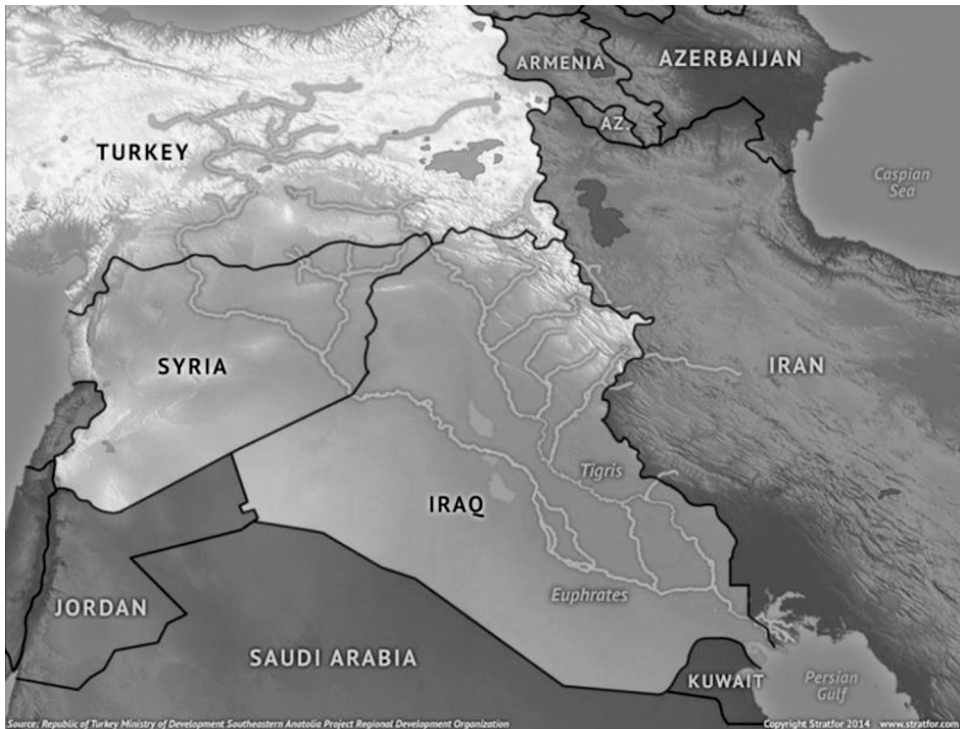 ARMENIA
AZERBAIJAN
AZ.
TURKEY
Caspian
Sea
SYRIA
IRAN
Tigris
IRAQ
Euphrates
JORDAN
SAUDI ARABIA
KUWAIT
Persian
Gulf
Source: Republic of Turkey Ministry of Development Southeastern Anatolia Project Regional Development Organization
Copyright Stratfor 2014 www.stratfor.com